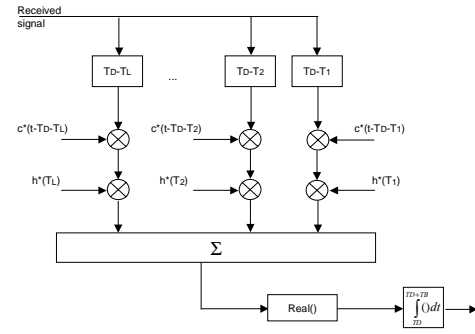 Received
signal
TD-TL ... TD-T2 TD-T1
c*(t-TD-TL) c*(t-TD-T2) c*(t-TD-T1)
h*(TL) h*(T2) h*(T1)
Σ
Real()
TD+TB
∫()dt
TD